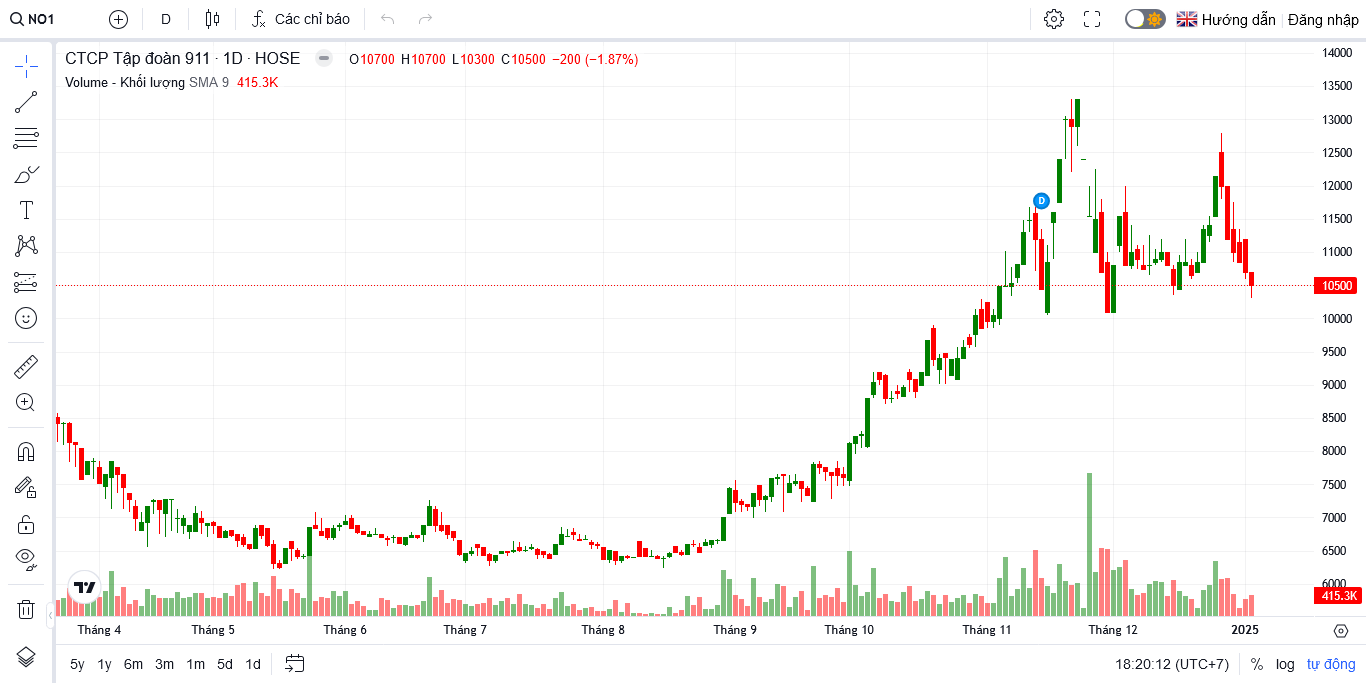 NO1 D Các chỉ báo Hướng dẫn Đăng nhập
CTCP Tập đoàn 911 · 1D · HOSE O10700 H10700 L10300 C10500 −200 (−1.87%)
Volume - Khối lượng SMA 9 415.3K
D
14000
13500
13000
12500
12000
11500
11000
10500
10000
9500
9000
8500
8000
7500
7000
6500
6000
415.3K
Tháng 4 Tháng 5 Tháng 6 Tháng 7 Tháng 8 Tháng 9 Tháng 10 Tháng 11 Tháng 12 2025
5y 1y 6m 3m 1m 5d 1d 18:20:12 (UTC+7) % log tự động